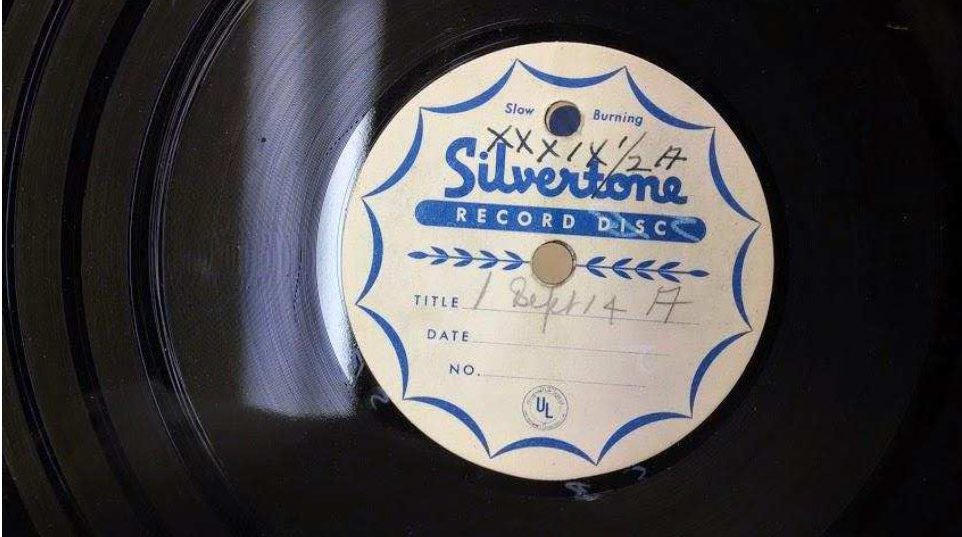 Slow Burning
XXXIX 1/2 A
Silvertone
RECORD DISC
TITLE 1 Sept 14 A
DATE
NO.
UL